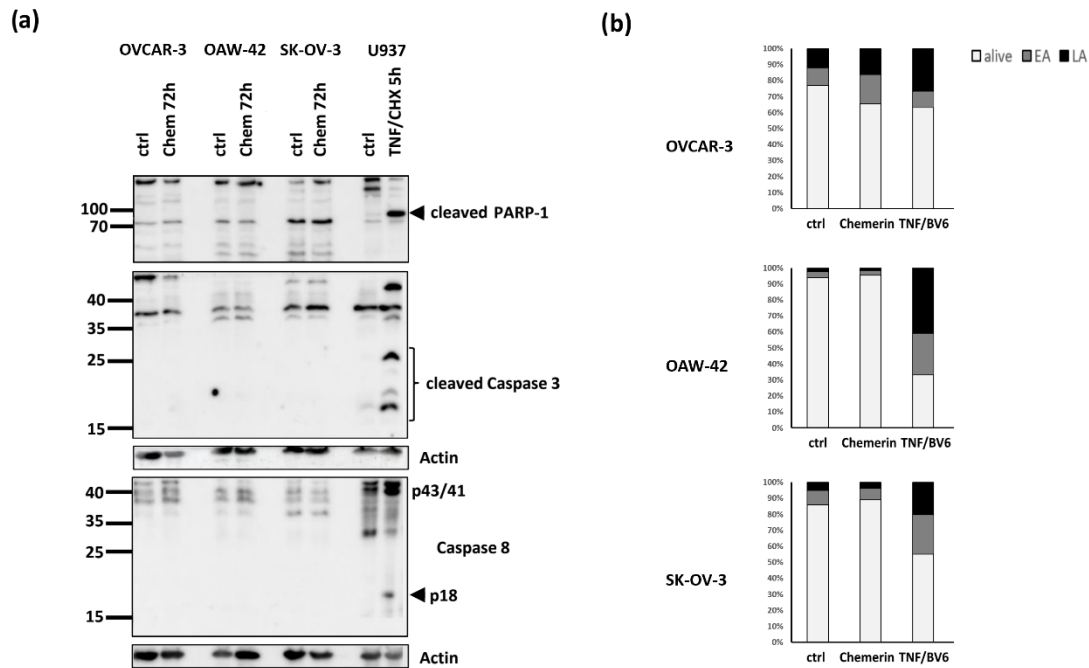 (a)
OVCAR-3 OAW-42 SK-OV-3 U937
ctrl
Chem 72h
ctrl
Chem 72h
ctrl
Chem 72h
ctrl
TNF/CHX 5h
100
70
cleaved PARP-1
40
35
25
15
cleaved Caspase 3
Actin
40
35
25
15
p43/41
Caspase 8
p18
Actin
(b)
alive EA LA
OVCAR-3
100%
90%
80%
70%
60%
50%
40%
30%
20%
10%
0%
ctrl Chemerin TNF/BV6
OAW-42
100%
90%
80%
70%
60%
50%
40%
30%
20%
10%
0%
ctrl Chemerin TNF/BV6
SK-OV-3
100%
90%
80%
70%
60%
50%
40%
30%
20%
10%
0%
ctrl Chemerin TNF/BV6